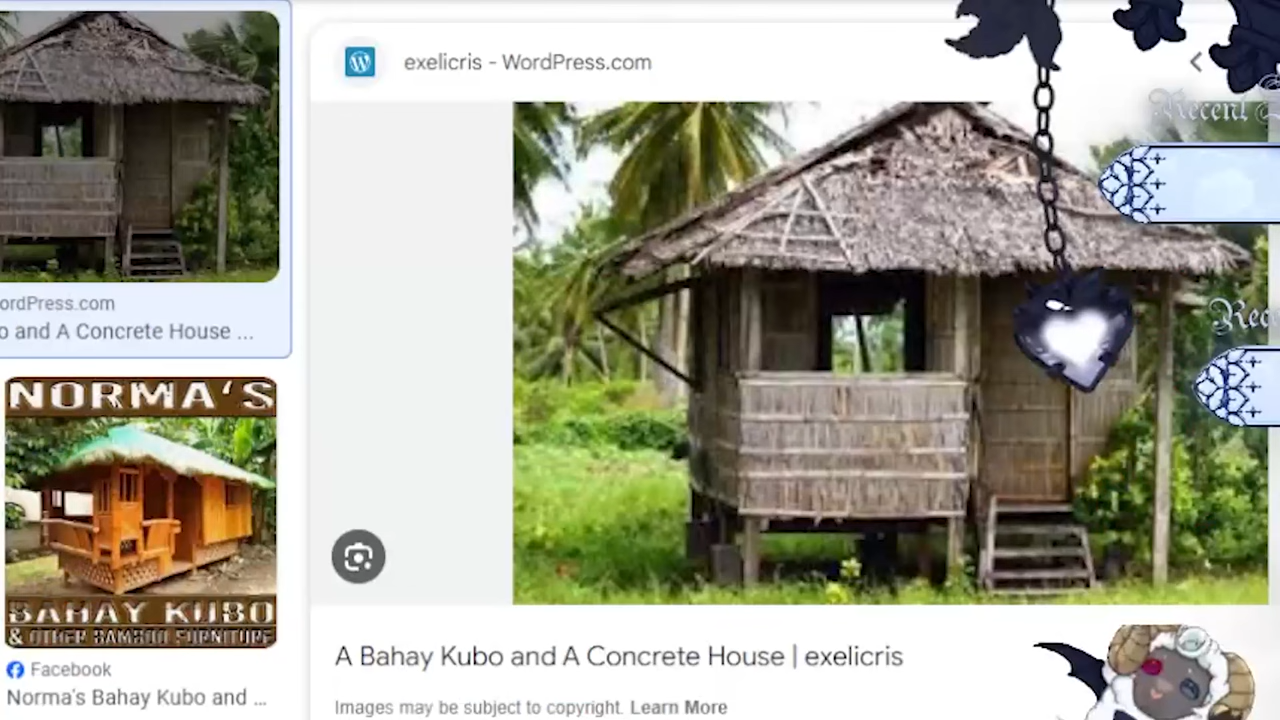 exelicris - WordPress.com
Recent
ordPress.com
o and A Concrete House ...
NORMA'S
BAHAY KUBO
& OTHER BAMBOO FURNITURE
Facebook
Norma's Bahay Kubo and ...
A Bahay Kubo and A Concrete House | exelicris
Images may be subject to copyright. Learn More